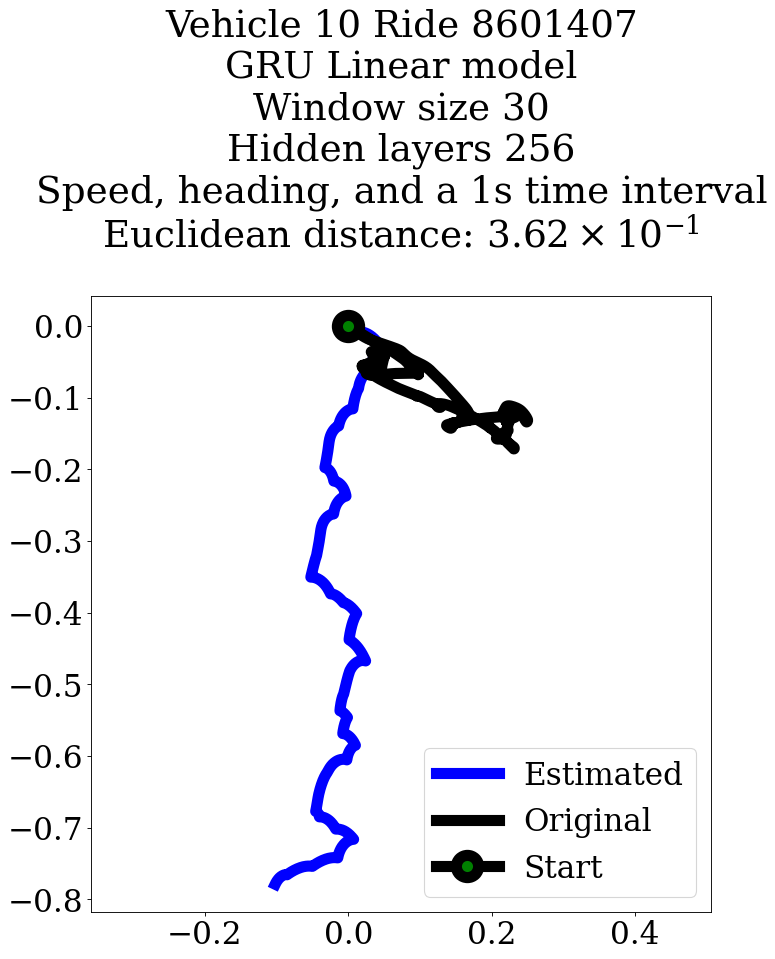 Vehicle 10 Ride 8601407
GRU Linear model
Window size 30
Hidden layers 256
Speed, heading, and a 1s time interval
Euclidean distance: 3.62 × 10⁻¹
0.0
−0.1
−0.2
−0.3
−0.4
−0.5
−0.6
−0.7
−0.8
Estimated
Original
Start
−0.2 0.0 0.2 0.4